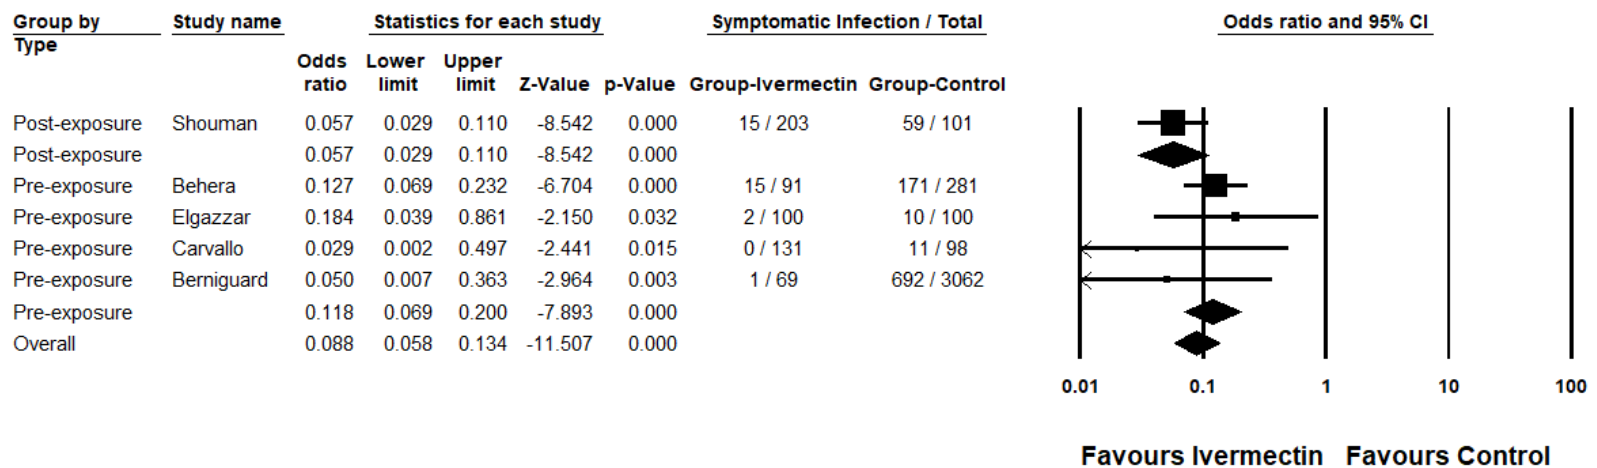 Group by Study name Statistics for each study Symptomatic Infection / Total Odds ratio and 95% CI
Type
Odds Lower Upper
ratio limit limit Z-Value p-Value Group-Ivermectin Group-Control
Post-exposure Shouman 0.057 0.029 0.110 -8.542 0.000 15 / 203 59 / 101
Post-exposure 0.057 0.029 0.110 -8.542 0.000
Pre-exposure Behera 0.127 0.069 0.232 -6.704 0.000 15 / 91 171 / 281
Pre-exposure Elgazzar 0.184 0.039 0.861 -2.150 0.032 2 / 100 10 / 100
Pre-exposure Carvallo 0.029 0.002 0.497 -2.441 0.015 0 / 131 11 / 98
Pre-exposure Berniguard 0.050 0.007 0.363 -2.964 0.003 1 / 69 692 / 3062
Pre-exposure 0.118 0.069 0.200 -7.893 0.000
Overall 0.088 0.058 0.134 -11.507 0.000
0.01 0.1 1 10 100
Favours Ivermectin Favours Control